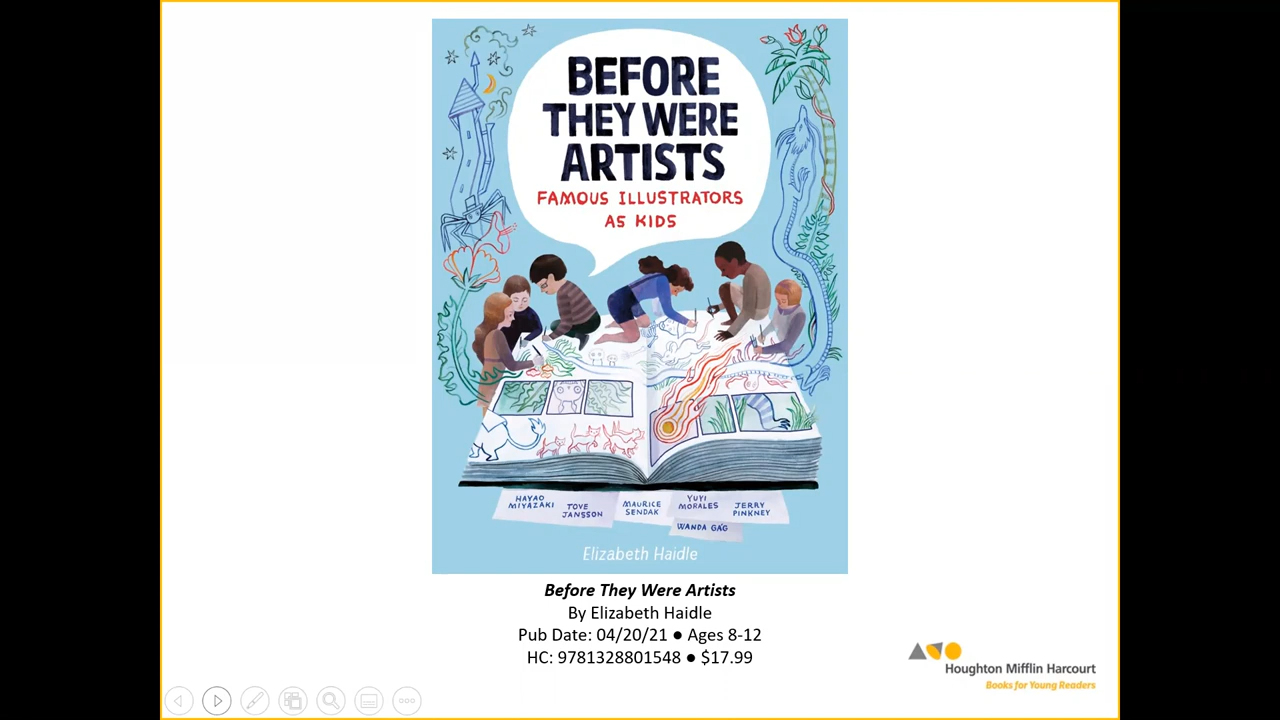 BEFORE
THEY WERE
ARTISTS
FAMOUS ILLUSTRATORS
AS KIDS
HAYAO
MIYAZAKI
TOVE
JANSSON
MAURICE
SENDAK
YUYI
MORALES
JERRY
PINKNEY
WANDA GÁG
Elizabeth Haidle
Before They Were Artists
By Elizabeth Haidle
Pub Date: 04/20/21 ● Ages 8-12
HC: 9781328801548 ● $17.99
Houghton Mifflin Harcourt
Books for Young Readers